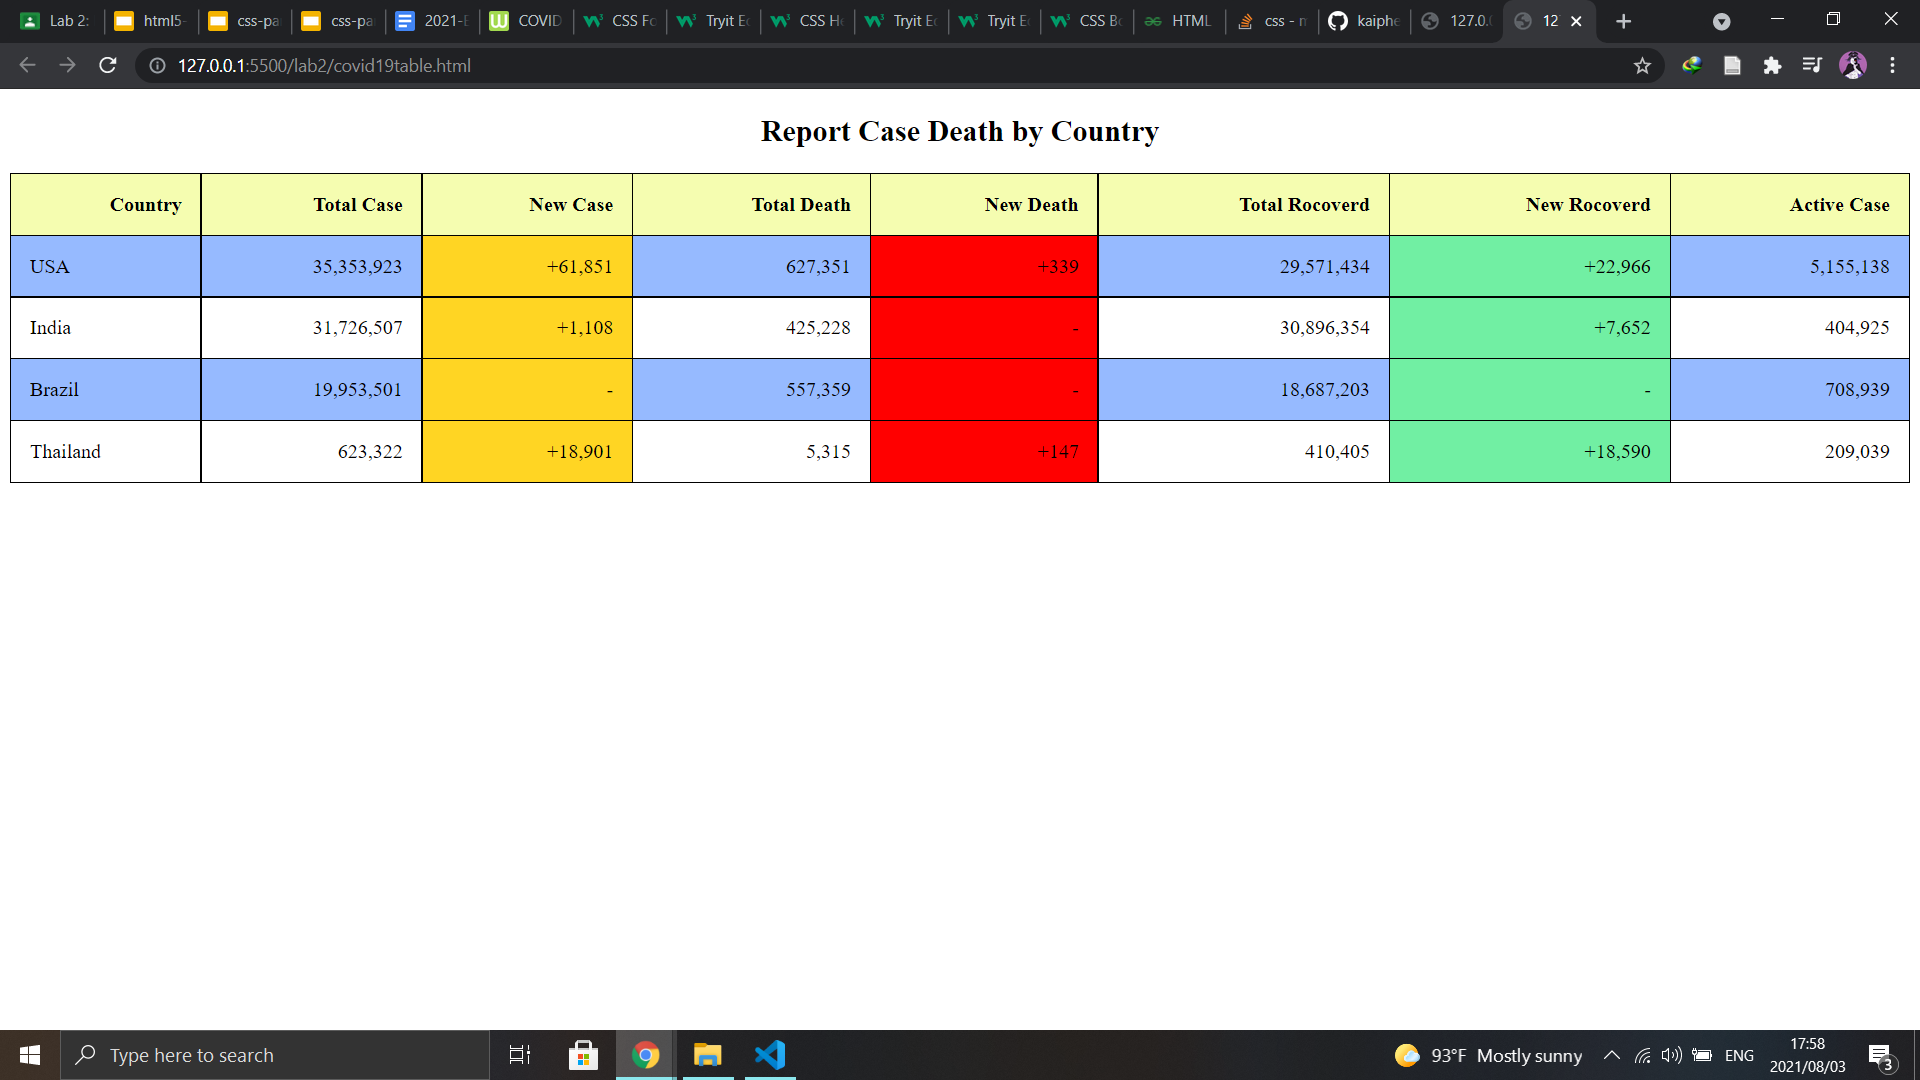 Lab 2: html5- css-pa css-pa 2021-E COVID CSS Fo Tryit Ec CSS He Tryit Ec Tryit Ec CSS Bo HTML css - m kaiphe 127.0.0 12
127.0.0.1:5500/lab2/covid19table.html
Report Case Death by Country
Country Total Case New Case Total Death New Death Total Rocoverd New Rocoverd Active Case
USA 35,353,923 +61,851 627,351 +339 29,571,434 +22,966 5,155,138
India 31,726,507 +1,108 425,228 - 30,896,354 +7,652 404,925
Brazil 19,953,501 - 557,359 - 18,687,203 - 708,939
Thailand 623,322 +18,901 5,315 +147 410,405 +18,590 209,039
Type here to search 93°F Mostly sunny ENG 17:58
2021/08/03 3